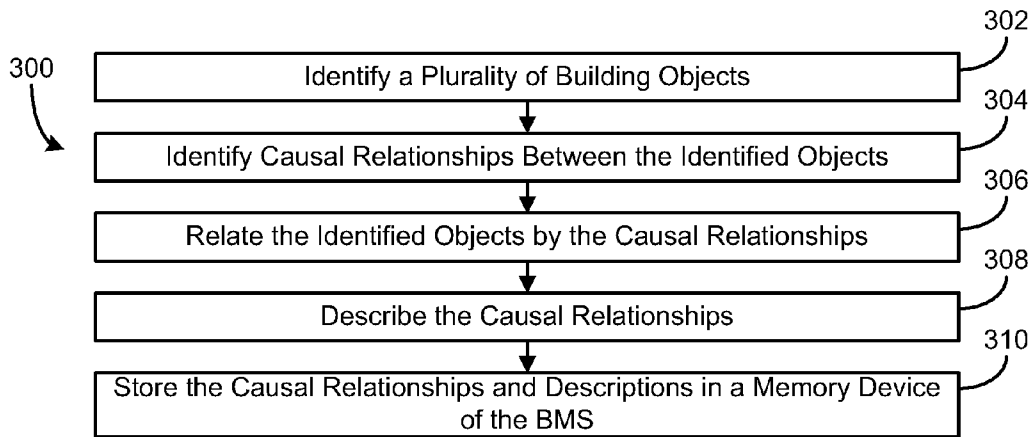 302
300
Identify a Plurality of Building Objects
304
Identify Causal Relationships Between the Identified Objects
306
Relate the Identified Objects by the Causal Relationships
308
Describe the Causal Relationships
310
Store the Causal Relationships and Descriptions in a Memory Device
of the BMS